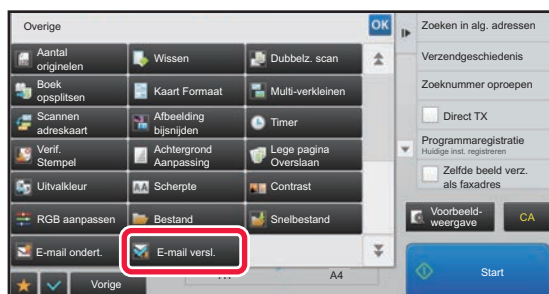 Overige
OK
Aantal
originelen
Wissen
Dubbelz. scan
Boek
opsplitsen
Kaart Formaat
Multi-verkleinen
Scannen
adreskaart
Afbeelding
bijsnijden
Timer
Verif.
Stempel
Achtergrond
Aanpassing
Lege pagina
Overslaan
Uitvalkleur
Scherpte
Contrast
RGB aanpassen
Bestand
Snelbestand
E-mail ondert.
E-mail versl.
Vorige
A4
Zoeken in alg. adressen
Verzendgeschiedenis
Zoeknummer oproepen
Direct TX
Programmaregistratie
Huidige inst. registreren
Zelfde beeld verz.
als faxadres
Voorbeeld-
weergave
CA
Start